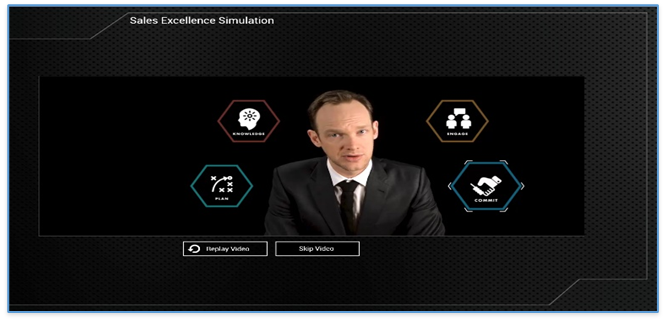 Sales Excellence Simulation
KNOWLEDGE
ENGAGE
PLAN
COMMIT
Replay Video
Skip Video